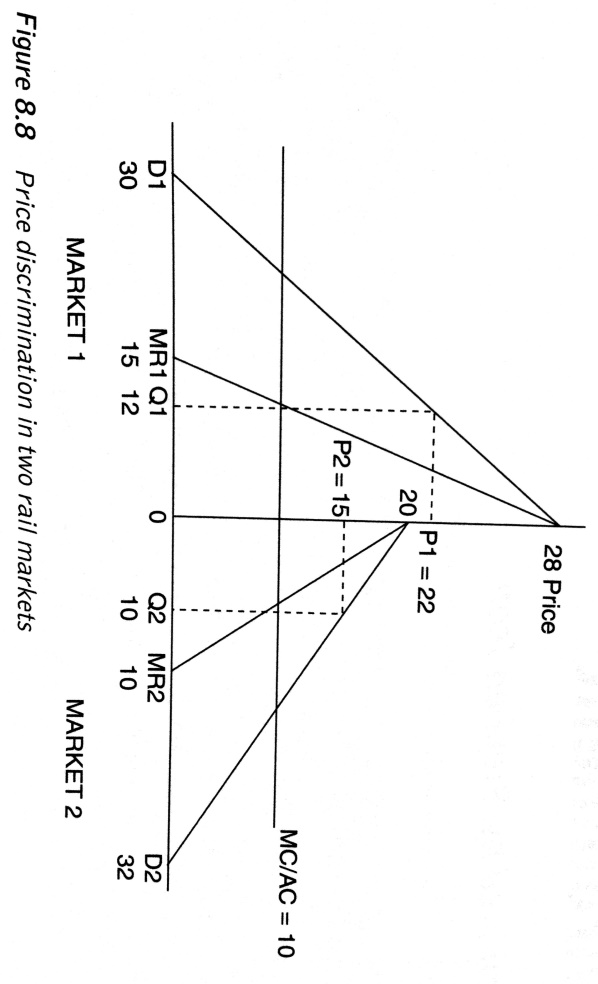 28 Price
P1 = 22
20
P2 = 15
MC/AC = 10
D1 MR1 Q1 0 Q2 MR2 D2
30 15 12 10 10 32
MARKET 1 MARKET 2
Figure 8.8 Price discrimination in two rail markets